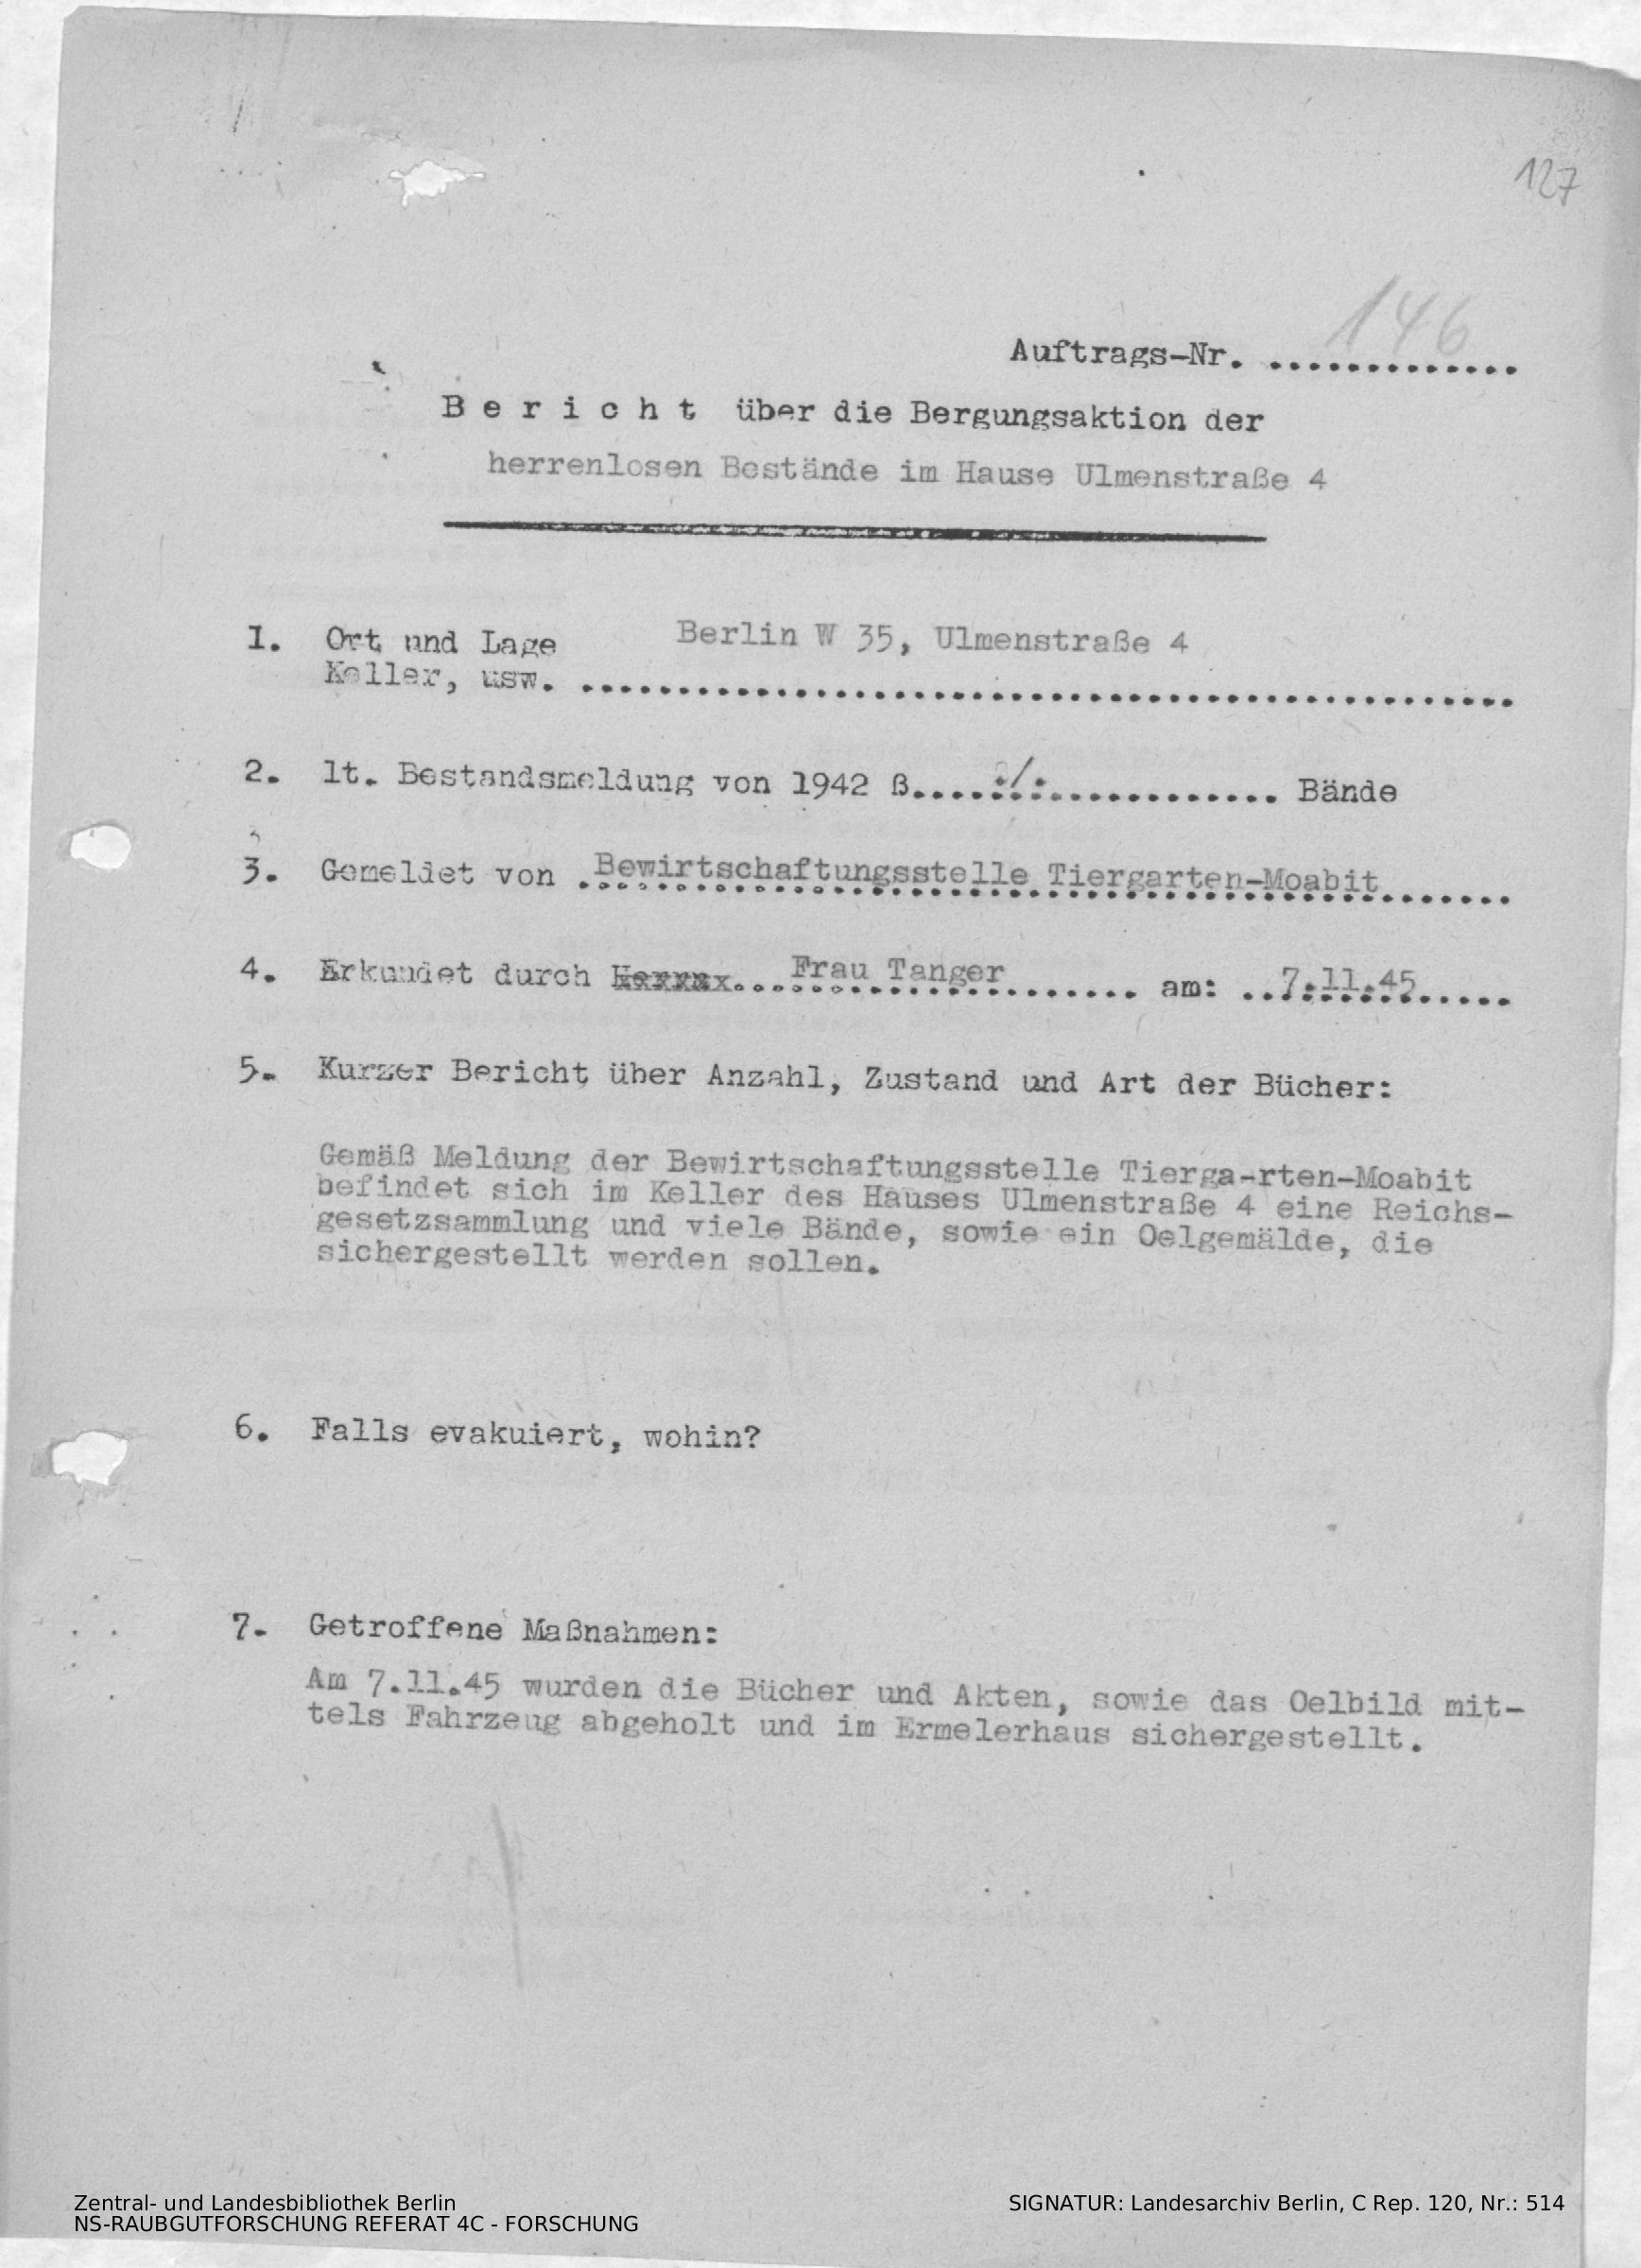 127
146
Auftrags-Nr. .............
B e r i c h t über die Bergungsaktion der
herrenlosen Bestände im Hause Ulmenstraße 4
1. Ort und Lage Berlin W 35, Ulmenstraße 4
Keller, usw. ................................................
2. lt. Bestandsmeldung von 1942 ß.....:/:............ Bände
3. Gemeldet von Bewirtschaftungsstelle Tiergarten-Moabit
4. Erkundet durch Herrn Frau Tanger am: 7.11.45
5. Kurzer Bericht über Anzahl, Zustand und Art der Bücher:
Gemäß Meldung der Bewirtschaftungsstelle Tierga-rten-Moabit
befindet sich im Keller des Hauses Ulmenstraße 4 eine Reichs-
gesetzsammlung und viele Bände, sowie ein Oelgemälde, die
sichergestellt werden sollen.
6. Falls evakuiert, wohin?
7. Getroffene Maßnahmen:
Am 7.11.45 wurden die Bücher und Akten, sowie das Oelbild mit-
tels Fahrzeug abgeholt und im Ermelerhaus sichergestellt.
Zentral- und Landesbibliothek Berlin
NS-RAUBGUTFORSCHUNG REFERAT 4C - FORSCHUNG
SIGNATUR: Landesarchiv Berlin, C Rep. 120, Nr.: 514